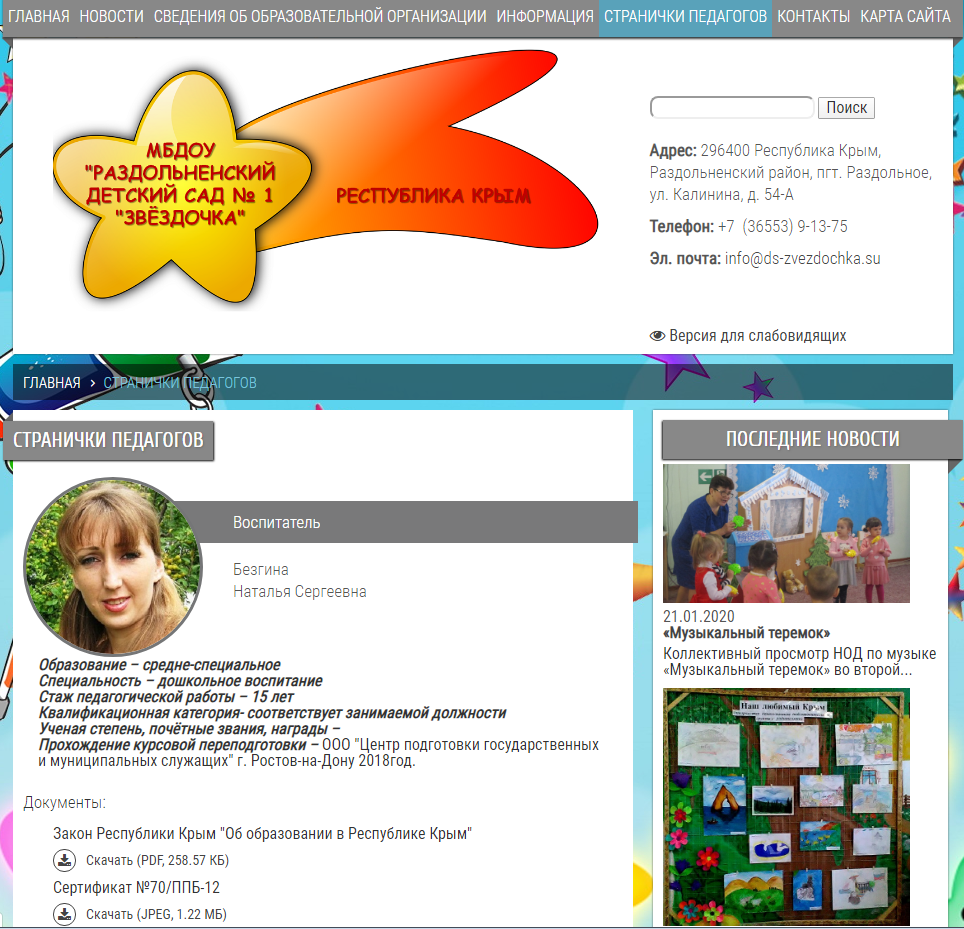 ГЛАВНАЯ НОВОСТИ СВЕДЕНИЯ ОБ ОБРАЗОВАТЕЛЬНОЙ ОРГАНИЗАЦИИ ИНФОРМАЦИЯ СТРАНИЧКИ ПЕДАГОГОВ КОНТАКТЫ КАРТА САЙТА
МБДОУ
"РАЗДОЛЬНЕНСКИЙ
ДЕТСКИЙ САД № 1
"ЗВЁЗДОЧКА"
РЕСПУБЛИКА КРЫМ
Поиск
Адрес: 296400 Республика Крым,
Раздольненский район, пгт. Раздольное,
ул. Калинина, д. 54-А
Телефон: +7 (36553) 9-13-75
Эл. почта: info@ds-zvezdochka.su
Версия для слабовидящих
ГЛАВНАЯ > СТРАНИЧКИ ПЕДАГОГОВ
СТРАНИЧКИ ПЕДАГОГОВ
Воспитатель
Безгина
Наталья Сергеевна
Образование – средне-специальное
Специальность – дошкольное воспитание
Стаж педагогической работы – 15 лет
Квалификационная категория- соответствует занимаемой должности
Ученая степень, почётные звания, награды –
Прохождение курсовой переподготовки – ООО "Центр подготовки государственных
и муниципальных служащих" г. Ростов-на-Дону 2018год.
Документы:
Закон Республики Крым "Об образовании в Республике Крым"
Скачать (PDF, 258.57 КБ)
Сертификат №70/ППБ-12
Скачать (JPEG, 1.22 МБ)
ПОСЛЕДНИЕ НОВОСТИ
21.01.2020
«Музыкальный теремок»
Коллективный просмотр НОД по музыке
«Музыкальный теремок» во второй...
Наш любимый Крым